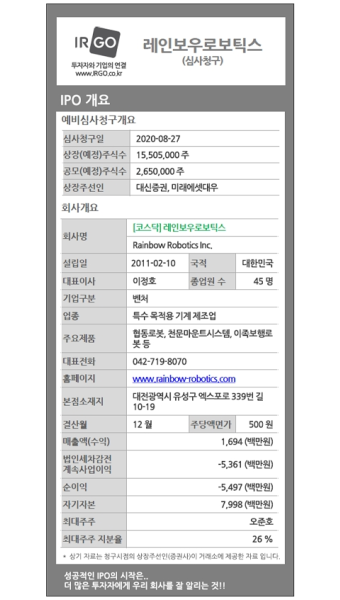 IRGO
투자자와 기업의 연결
www.IRGO.co.kr
레인보우로보틱스
(심사청구)
IPO 개요
예비심사청구개요
심사청구일 2020-08-27
상장(예정)주식수 15,505,000 주
공모(예정)주식수 2,650,000 주
상장주선인 대신증권, 미래에셋대우
회사개요
회사명 [코스닥] 레인보우로보틱스
Rainbow Robotics Inc.
설립일 2011-02-10 국적 대한민국
대표이사 이정호 종업원 수 45 명
기업구분 벤처
업종 특수 목적용 기계 제조업
주요제품 협동로봇, 천문마운트시스템, 이족보행로
봇 등
대표전화 042-719-8070
홈페이지 www.rainbow-robotics.com
본점소재지 대전광역시 유성구 엑스포로 339번 길
10-19
결산월 12 월 주당액면가 500 원
매출액(수익) 1,694 (백만원)
법인세차감전
계속사업이익 -5,361 (백만원)
순이익 -5,497 (백만원)
자기자본 7,998 (백만원)
최대주주 오준호
최대주주 지분율 26 %
* 상기 자료는 청구시점의 상장주선인(증권사)이 거래소에 제공한 자료 입니다.
성공적인 IPO의 시작은..
더 많은 투자자에게 우리 회사를 잘 알리는 것!!